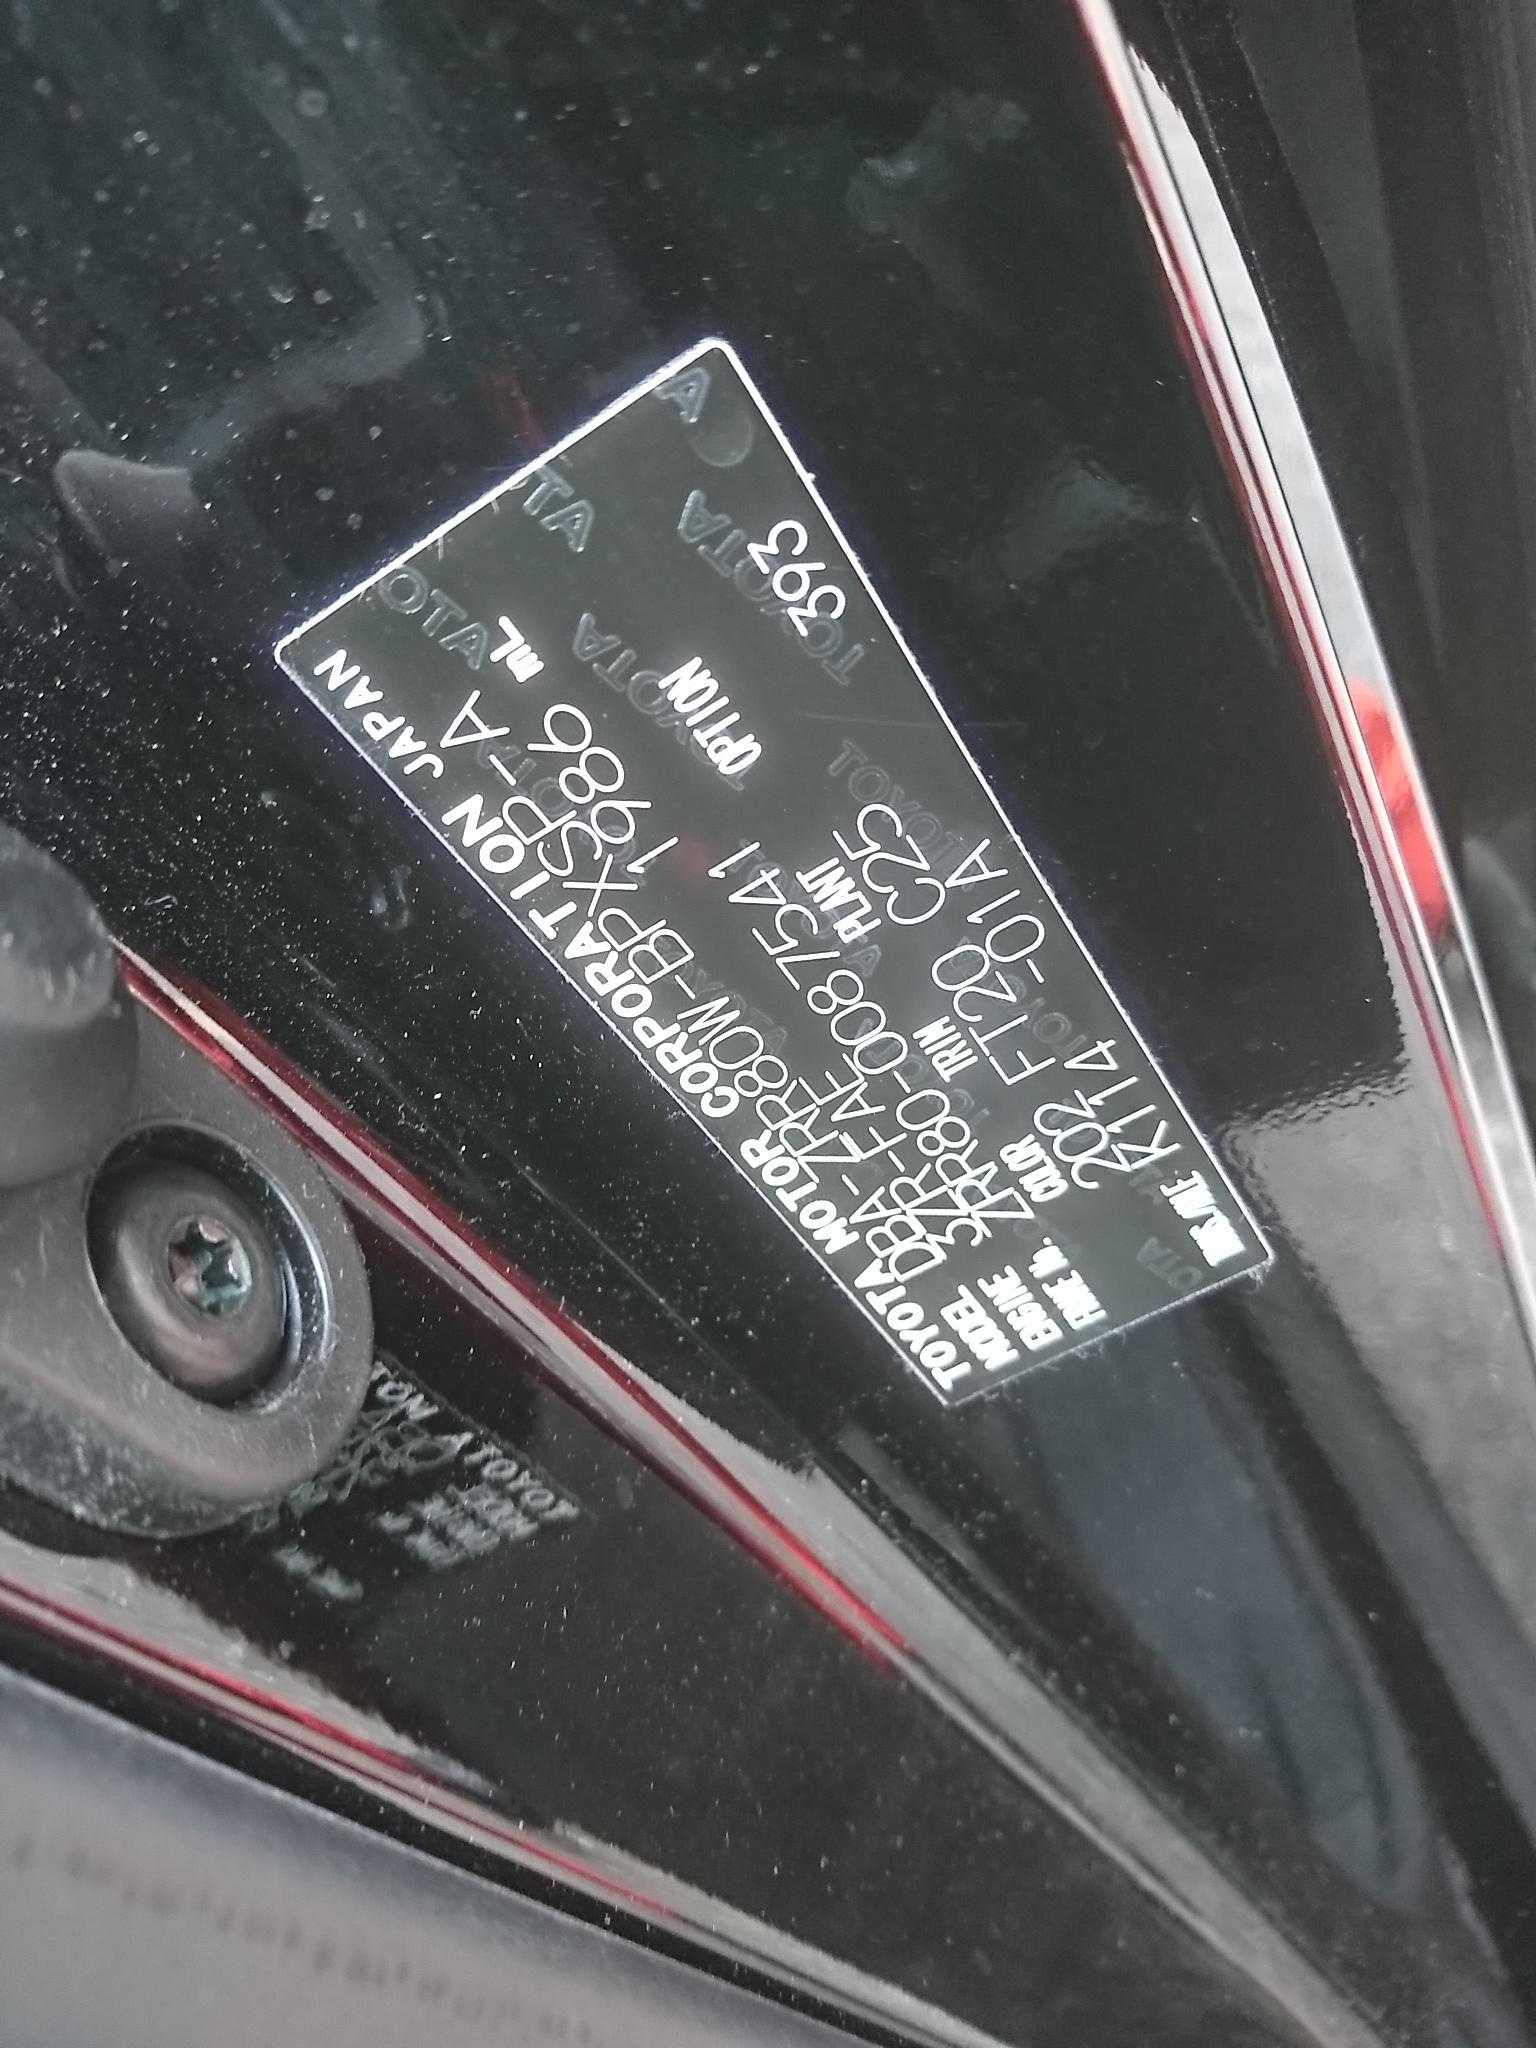 TOYOTA MOTOR CORPORATION JAPAN
MODEL DBA-ZRR80W-BPXSB-A
ENGINE 3ZR-FAE 1986 mL
FRAME No. ZRR80-0087541
COLOR TRIM PLANT OPTION
202 FT20 C25 393
TRANS./AXLE K114 -01A